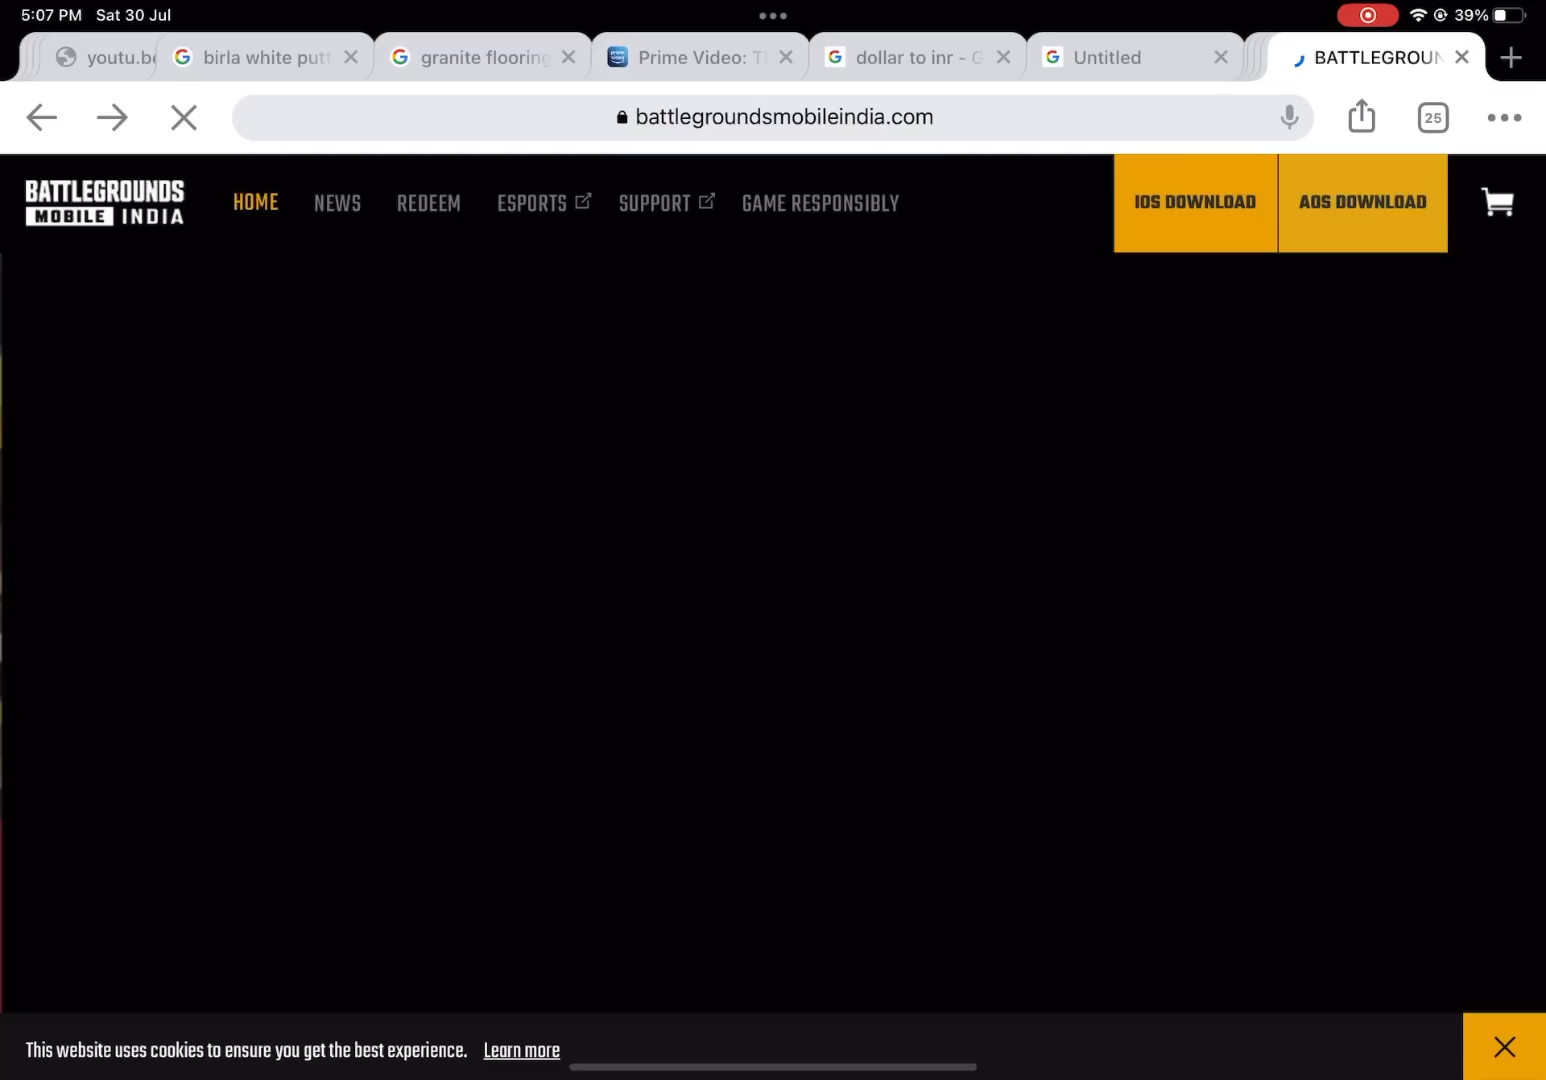 5:07 PM Sat 30 Jul
39%
youtu.be
birla white putt
granite flooring
Prime Video: T
dollar to inr - G
Untitled
BATTLEGROUN
battlegroundsmobileindia.com
25
BATTLEGROUNDS
MOBILE INDIA
HOME
NEWS
REDEEM
ESPORTS
SUPPORT
GAME RESPONSIBLY
IOS DOWNLOAD
AOS DOWNLOAD
This website uses cookies to ensure you get the best experience. Learn more